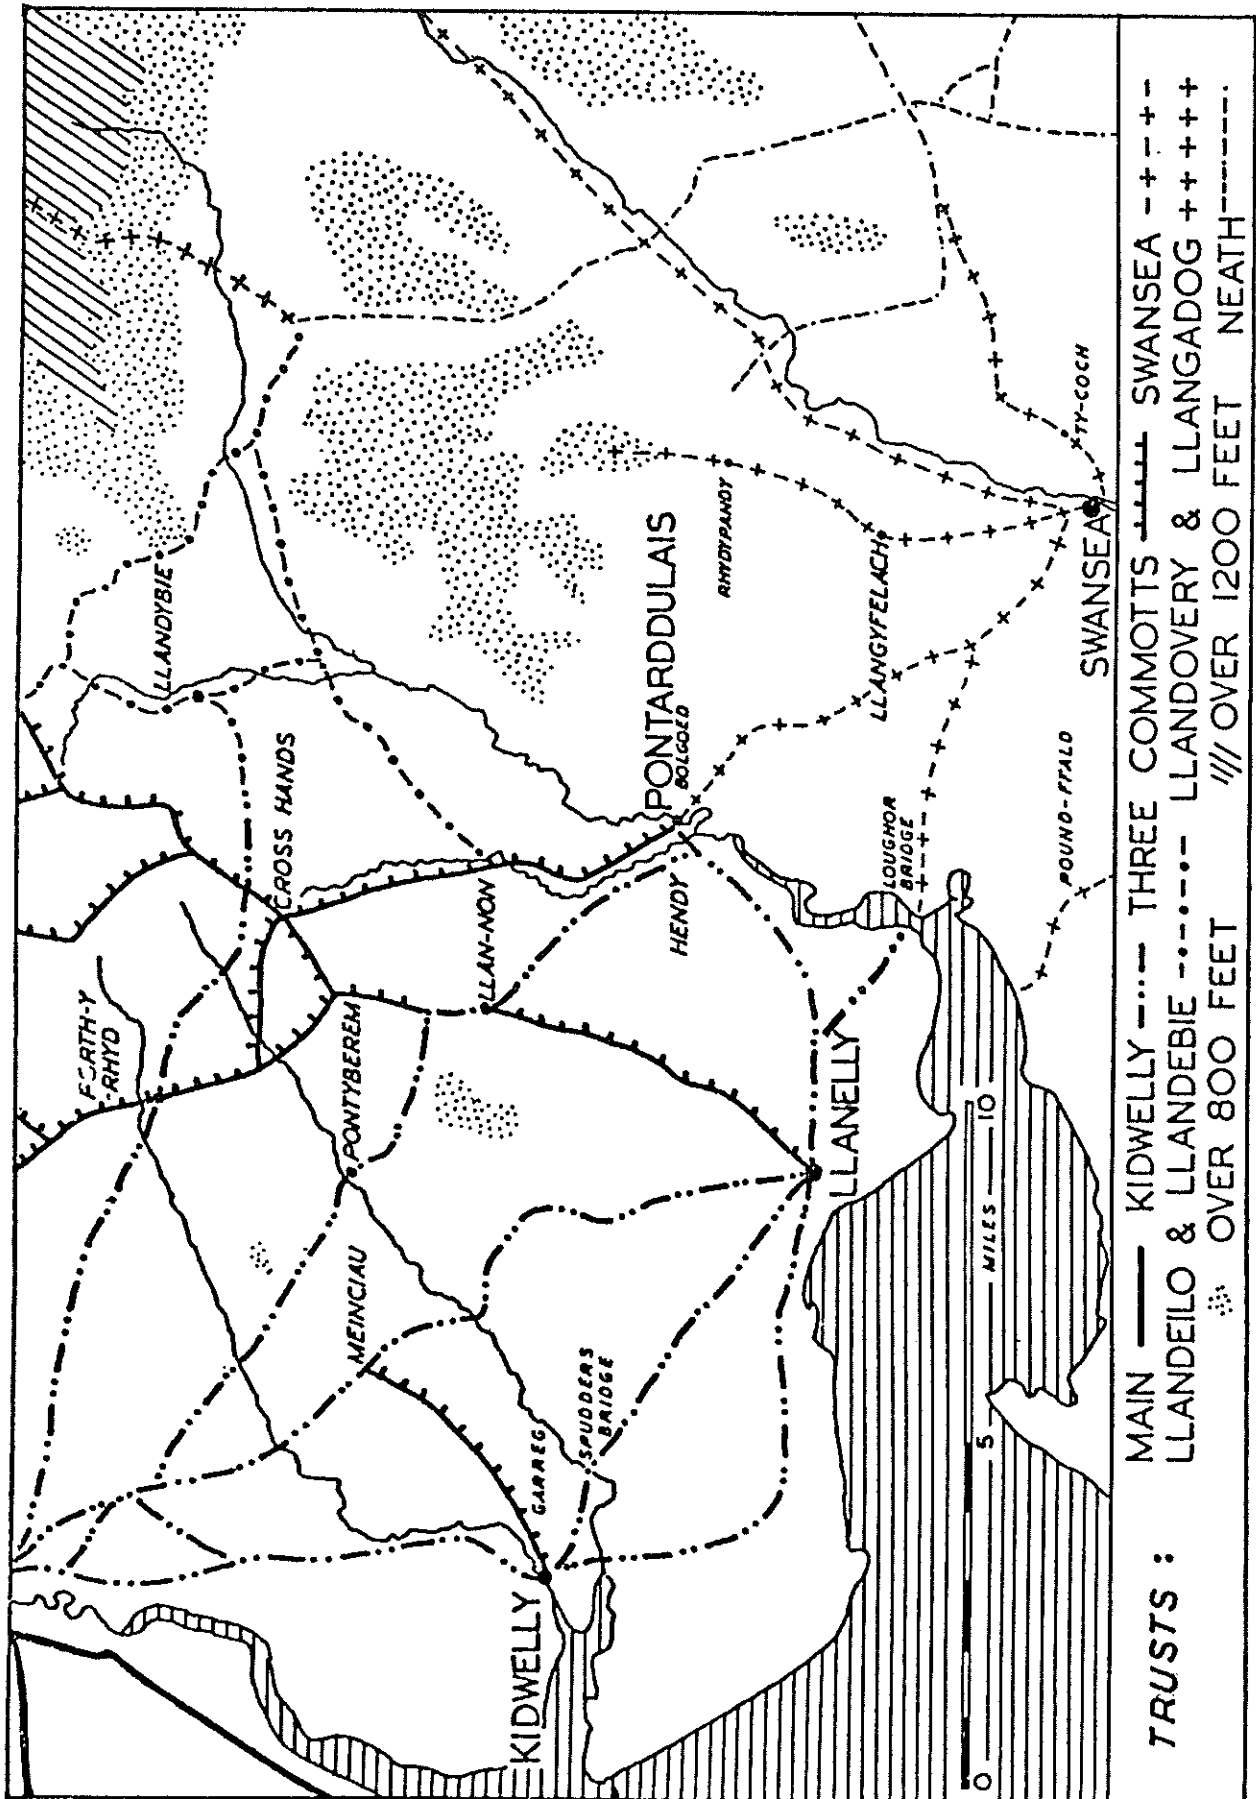 FORTH-Y
-RHYD
LLANDYBIE
CROSS HANDS
MEINCIAU
PONTYBEREM
LLAN-NON
GARREG
KIDWELLY
SPUDDERS
BRIDGE
HENDY
PONTARDDULAIS
BOLGOED
RHYDYPANDY
LLANELLY
LLANGYFELACH
LOUGHOR
BRIDGE
POUND-FFALD
TY-COCH
SWANSEA
0 5 MILES 10
TRUSTS : MAIN KIDWELLY THREE COMMOTTS SWANSEA
LLANDEILO & LLANDEBIE LLANDOVERY & LLANGADOG
OVER 800 FEET OVER 1200 FEET NEATH